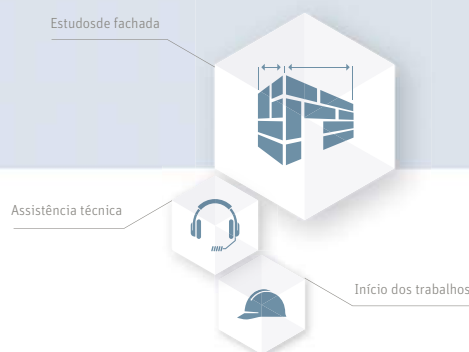 Estudosde fachada
Assistência técnica
Início dos trabalhos